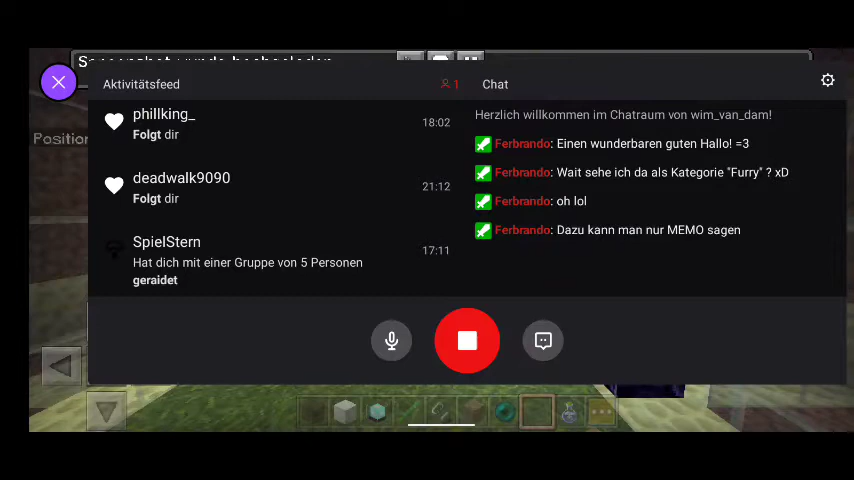 Aktivitätsfeed
1
Chat
phillking_
Folgt dir
18:02
deadwalk9090
Folgt dir
21:12
SpielStern
Hat dich mit einer Gruppe von 5 Personen
geraidet
17:11
Herzlich willkommen im Chatraum von wim_van_dam!
Ferbrando: Einen wunderbaren guten Hallo! =3
Ferbrando: Wait sehe ich da als Kategorie "Furry" ? xD
Ferbrando: oh lol
Ferbrando: Dazu kann man nur MEMO sagen
Position